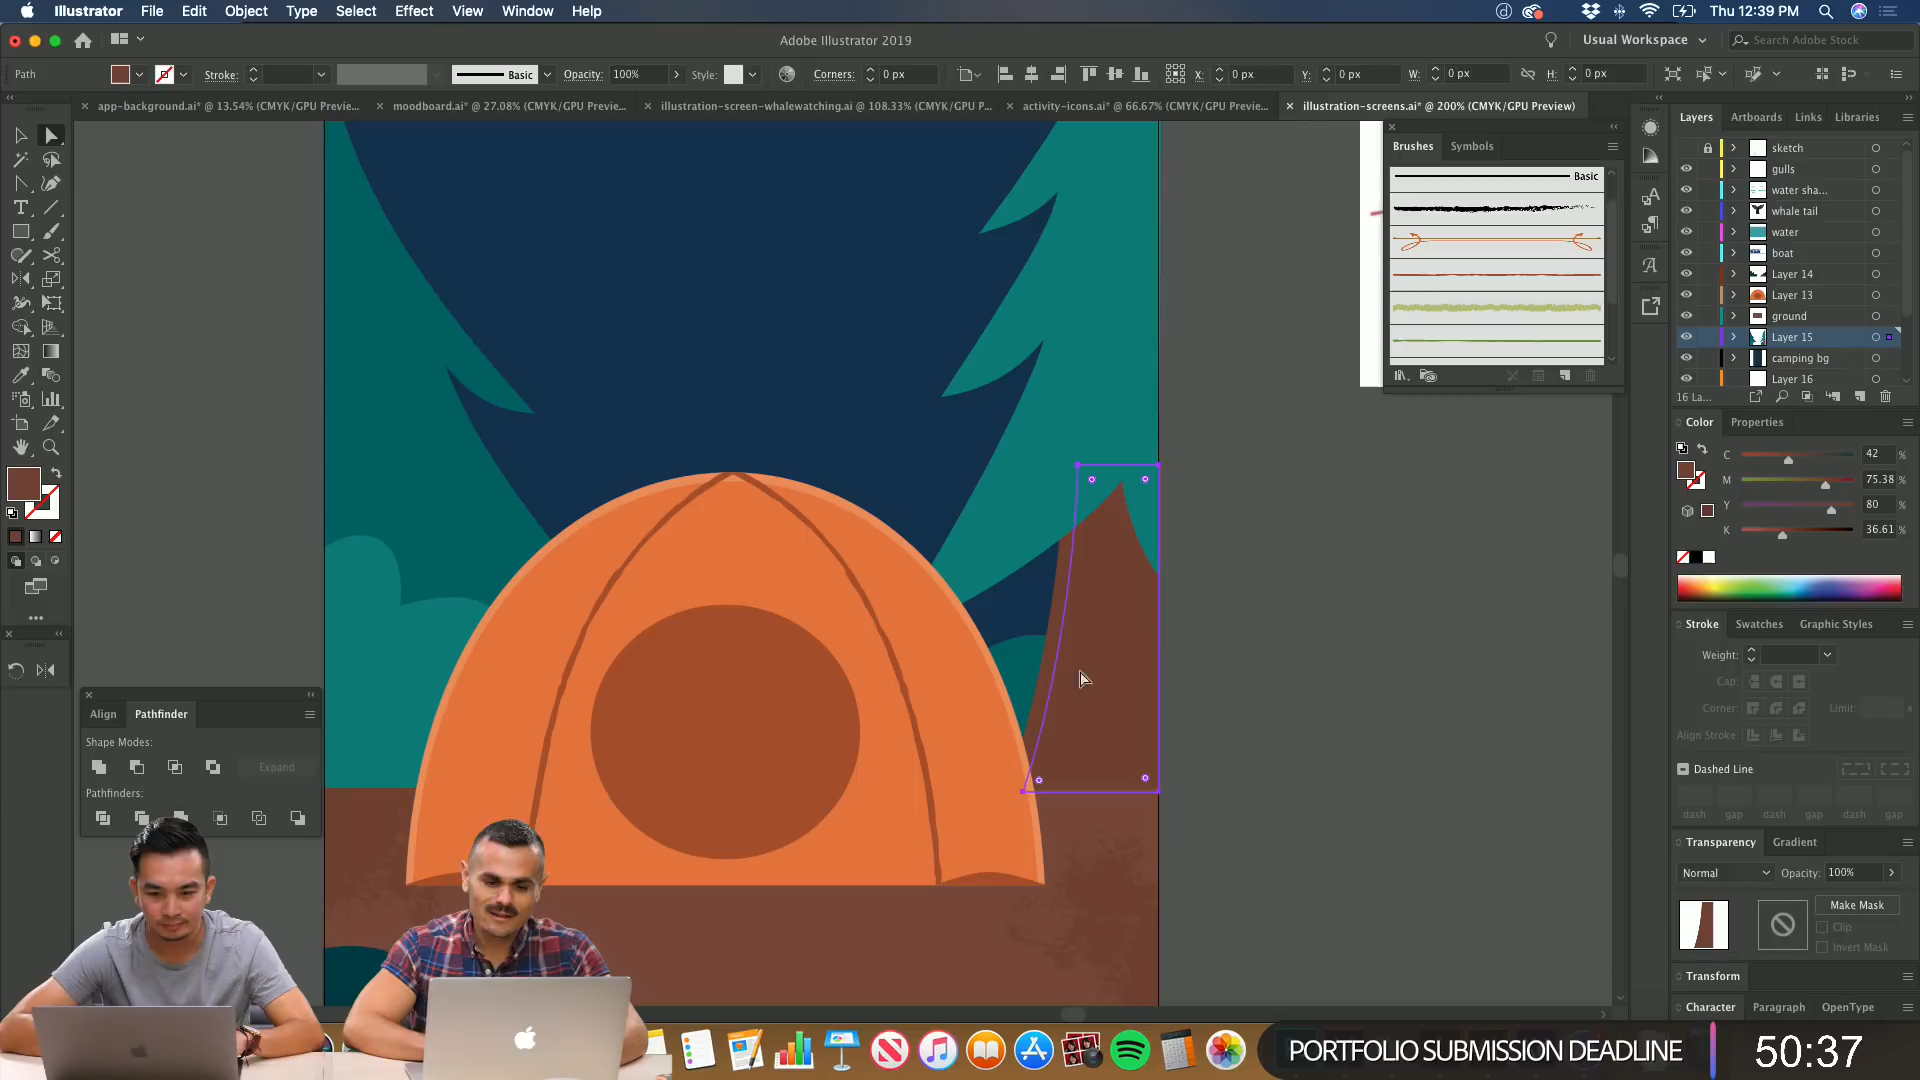 Illustrator File Edit Object Type Select Effect View Window Help Thu 12:39 PM
Adobe Illustrator 2019 Usual Workspace Search Adobe Stock
Path Stroke: Basic Opacity: 100% Style: Corners: 0 px X: 0 px Y: 0 px W: 0 px H: 0 px
app-background.ai* @ 13.54% (CMYK/GPU Previe... moodboard.ai* @ 27.08% (CMYK/GPU Previe... illustration-screen-whalewatching.ai @ 108.33% (CMYK/GPU P... activity-icons.ai* @ 66.67% (CMYK/GPU Previe... illustration-screens.ai* @ 200% (CMYK/GPU Preview)
Brushes Symbols
Basic
Layers Artboards Links Libraries
sketch
gulls
water sha...
whale tail
water
boat
Layer 14
Layer 13
ground
Layer 15
camping bg
Layer 16
16 La...
Color Properties
C 42 %
M 75.38 %
Y 80 %
K 36.61 %
Stroke Swatches Graphic Styles
Weight:
Cap:
Corner: Limit: x
Align Stroke:
Dashed Line
dash gap dash gap dash gap
Transparency Gradient
Normal Opacity: 100%
Make Mask
Clip
Invert Mask
Transform
Character Paragraph OpenType
Align Pathfinder
Shape Modes:
Expand
Pathfinders:
PORTFOLIO SUBMISSION DEADLINE 50:37